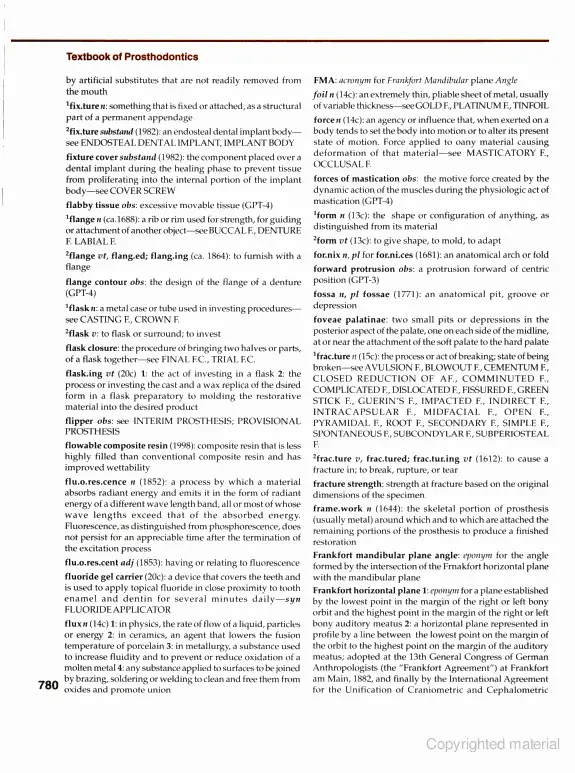 Textbook of Prosthodontics
by artificial substitutes that are not readily removed from
the mouth
¹fix.ture n: something that is fixed or attached, as a structural
part of a permanent appendage
²fix.ture substand (1982): an endosteal dental implant body—
see ENDOSTEAL DENTAL IMPLANT, IMPLANT BODY
fixture cover substand (1982): the component placed over a
dental implant during the healing phase to prevent tissue
from proliferating into the internal portion of the implant
body—see COVER SCREW
flabby tissue obs: excessive movable tissue (GPT-4)
¹flange n (ca.1688): a rib or rim used for strength, for guiding
or attachment of another object—see BUCCAL F., DENTURE
F. LABIAL F.
²flange vt, flang.ed; flang.ing (ca. 1864): to furnish with a
flange
flange contour obs: the design of the flange of a denture
(GPT-4)
¹flask n: a metal case or tube used in investing procedures—
see CASTING F., CROWN F.
²flask v: to flask or surround; to invest
flask closure: the procedure of bringing two halves or parts,
of a flask together—see FINAL F.C., TRIAL F.C.
flask.ing vt (20c) 1: the act of investing in a flask 2: the
process or investing the cast and a wax replica of the dsired
form in a flask preparatory to molding the restorative
material into the desired product
flipper obs: see INTERIM PROSTHESIS; PROVISIONAL
PROSTHESIS
flowable composite resin (1998): composite resin that is less
highly filled than conventional composite resin and has
improved wettability
flu.o.res.cence n (1852): a process by which a material
absorbs radiant energy and emits it in the form of radiant
energy of a different wave length band, all or most of whose
wave lengths exceed that of the absorbed energy.
Fluorescence, as distinguished from phosphorescence, does
not persist for an appreciable time after the termination of
the excitation process
flu.o.res.cent adj (1853): having or relating to fluorescence
fluoride gel carrier (20c): a device that covers the teeth and
is used to apply topical fluoride in close proximity to tooth
enamel and dentin for several minutes daily—syn
FLUORIDE APPLICATOR
flux n (14c) 1: in physics, the rate of flow of a liquid, particles
or energy 2: in ceramics, an agent that lowers the fusion
temperature of porcelain 3: in metallurgy, a substance used
to increase fluidity and to prevent or reduce oxidation of a
molten metal 4: any substance applied to surfaces to be joined
by brazing, soldering or welding to clean and free them from
oxides and promote union
780
FMA: acronym for Frankfort Mandibular plane Angle
foil n (14c): an extremely thin, pliable sheet of metal, usually
of variable thickness—see GOLD F., PLATINUM F., TINFOIL
force n (14c): an agency or influence that, when exerted on a
body tends to set the body into motion or to alter its present
state of motion. Force applied to oany material causing
deformation of that material—see MASTICATORY F.,
OCCLUSAL F.
forces of mastication obs: the motive force created by the
dynamic action of the muscles during the physiologic act of
mastication (GPT-4)
¹form n (13c): the shape or configuration of anything, as
distinguished from its material
²form vt (13c): to give shape, to mold, to adapt
for.nix n, pl for.ni.ces (1681): an anatomical arch or fold
forward protrusion obs: a protrusion forward of centric
position (GPT-3)
fossa n, pl fossae (1771): an anatomical pit, groove or
depression
foveae palatinae: two small pits or depressions in the
posterior aspect of the palate, one on each side of the midline,
at or near the attachment of the soft palate to the hard palate
¹frac.ture n (15c): the process or act of breaking; state of being
broken—see AVULSION F., BLOWOUT F., CEMENTUM F.,
CLOSED REDUCTION OF AF., COMMINUTED F.,
COMPLICATED F., DISLOCATED F., FISSURED F., GREEN
STICK F., GUERIN'S F., IMPACTED F., INDIRECT F.,
INTRACAPSULAR F., MIDFACIAL F., OPEN F.,
PYRAMIDAL F., ROOT F., SECONDARY F., SIMPLE F.,
SPONTANEOUS F., SUBCONDYLAR F., SUBPERIOSTEAL
F.
²frac.ture v, frac.tured; frac.tur.ing vt (1612): to cause a
fracture in; to break, rupture, or tear
fracture strength: strength at fracture based on the original
dimensions of the specimen
frame.work n (1644): the skeletal portion of prosthesis
(usually metal) around which and to which are attached the
remaining portions of the prosthesis to produce a finished
restoration
Frankfort mandibular plane angle: eponym for the angle
formed by the intersection of the Frnakfort horizontal plane
with the mandibular plane
Frankfort horizontal plane 1: eponym for a plane established
by the lowest point in the margin of the right or left bony
orbit and the highest point in the margin of the right or left
bony auditory meatus 2: a horizontal plane represented in
profile by a line between the lowest point on the margin of
the orbit to the highest point on the margin of the auditory
meatus; adopted at the 13th General Congress of German
Anthropologists (the "Frankfort Agreement") at Frankfort
am Main, 1882, and finally by the International Agreement
for the Unification of Craniometric and Cephalometric
Copyrighted material